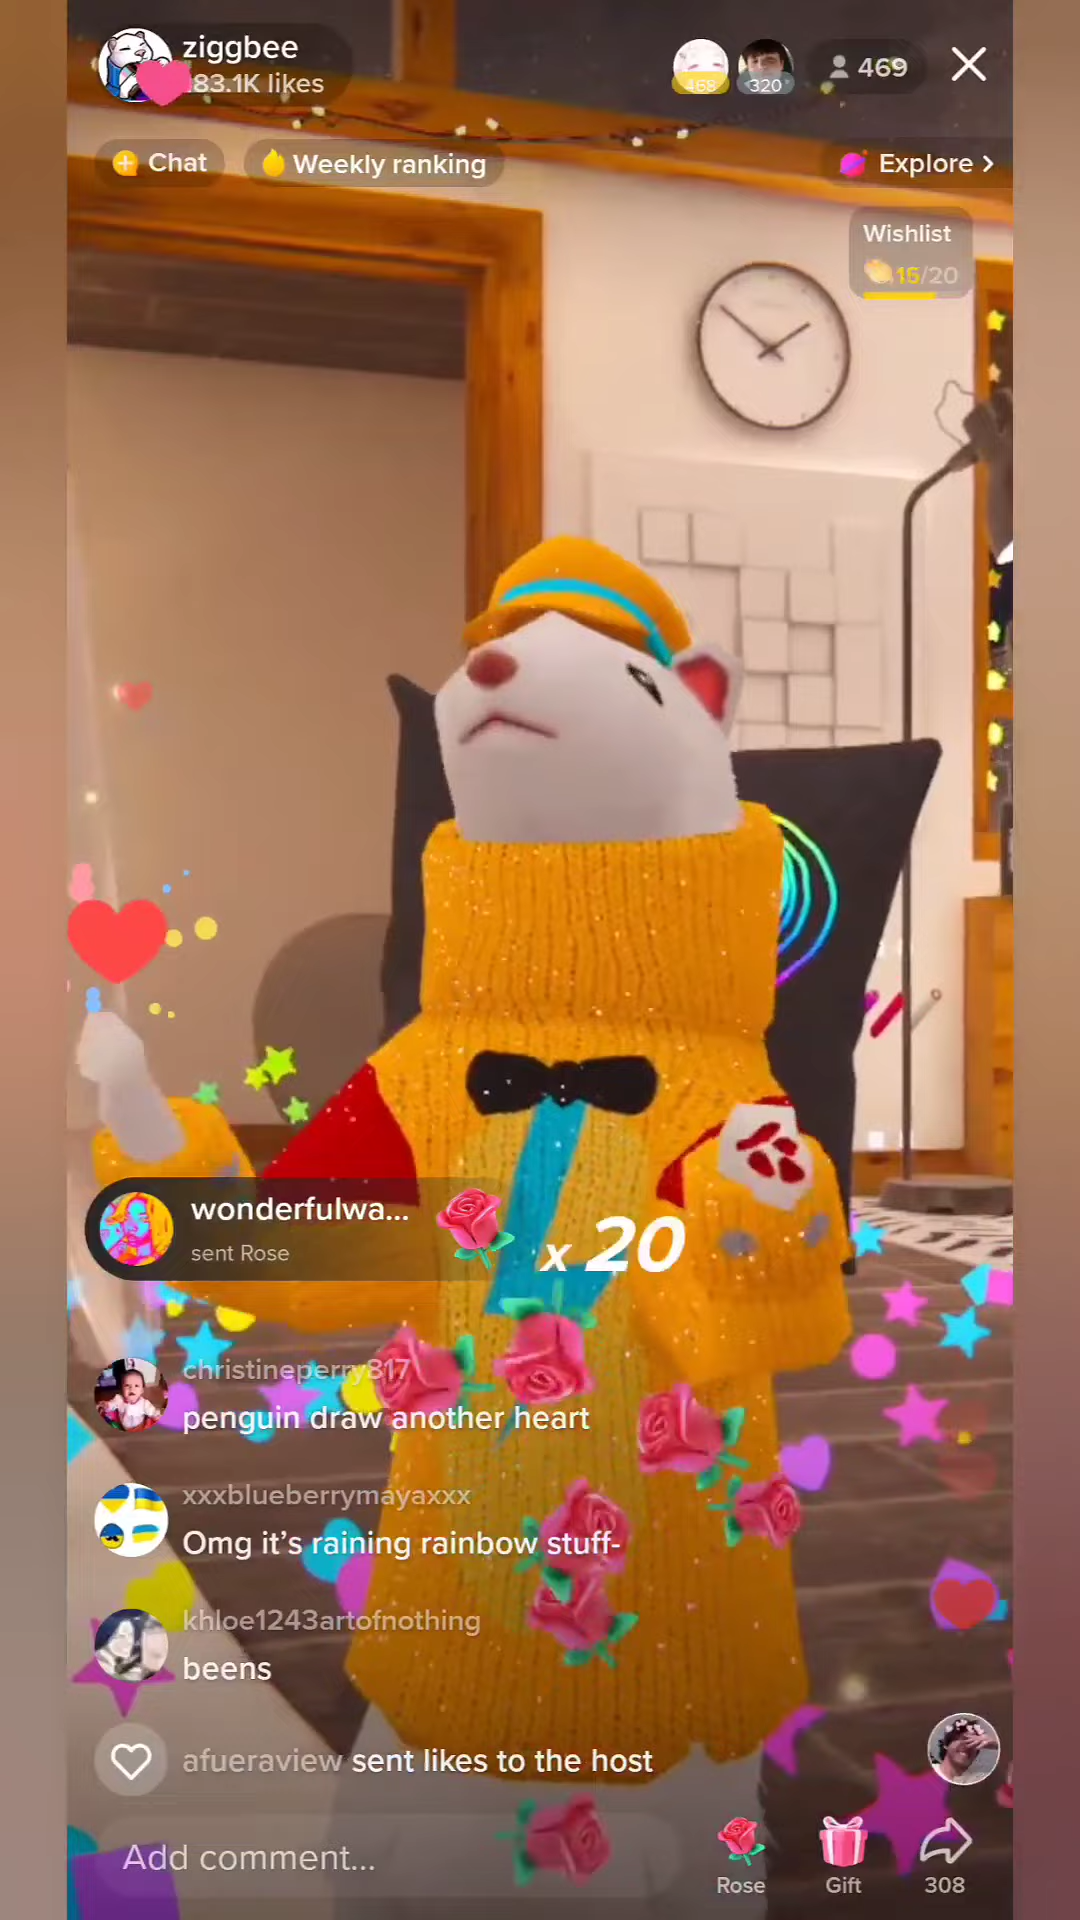 ziggbee
83.1K likes
468
320
469
Chat
Weekly ranking
Explore
Wishlist
15/20
wonderfulwa...
sent Rose
x 20
christineperry817
penguin draw another heart
xxxblueberrymayaxxx
Omg it’s raining rainbow stuff-
khloe1243artofnothing
beens
afueraview sent likes to the host
Add comment...
Rose
Gift
308